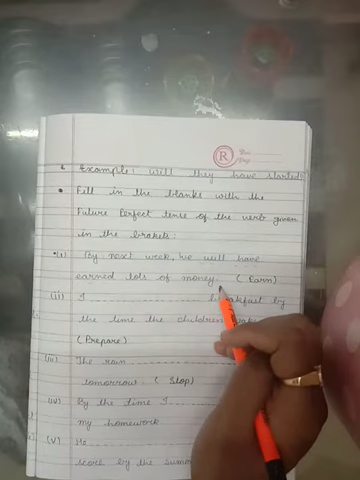 R
Example: Will they have started
Fill in the blanks with the
Future Perfect tense of the verb given
in the brakets:
(i) By next week, we will have
earned lots of money. (Earn)
(ii) I breakfast by
the time the children
(Prepare)
(iii) The rain
tomorrow. (Stop)
(iv) By the time I
my homework
(v) He
score by the